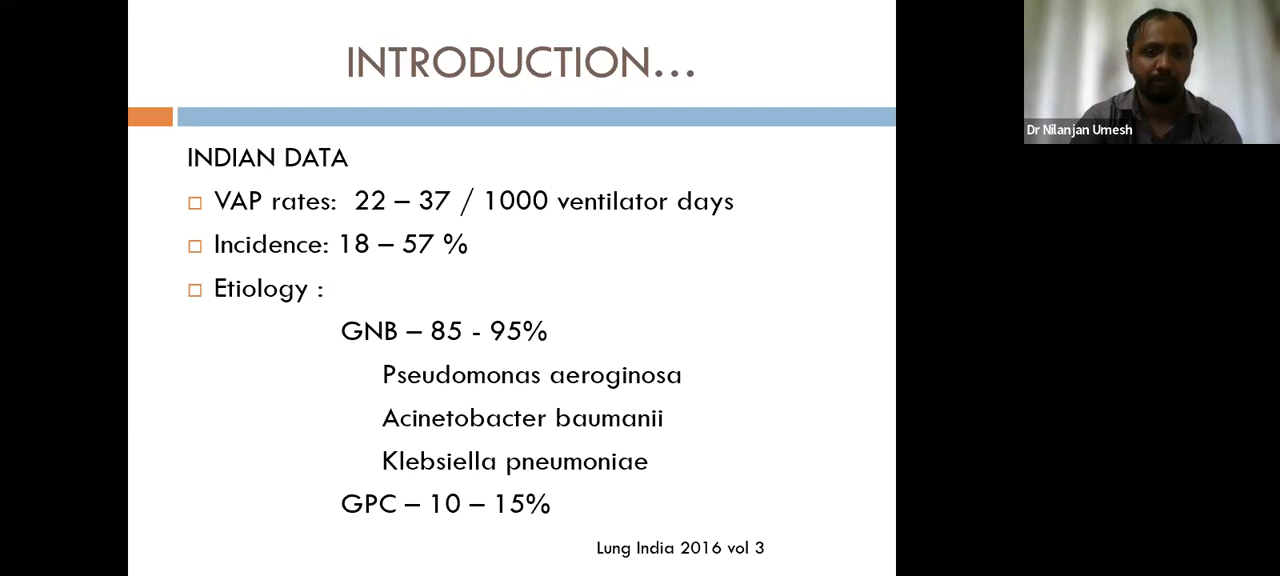 INTRODUCTION...
INDIAN DATA
VAP rates: 22 – 37 / 1000 ventilator days
Incidence: 18 – 57 %
Etiology :
GNB – 85 - 95%
Pseudomonas aeroginosa
Acinetobacter baumanii
Klebsiella pneumoniae
GPC – 10 – 15%
Lung India 2016 vol 3
Dr Nilanjan Umesh